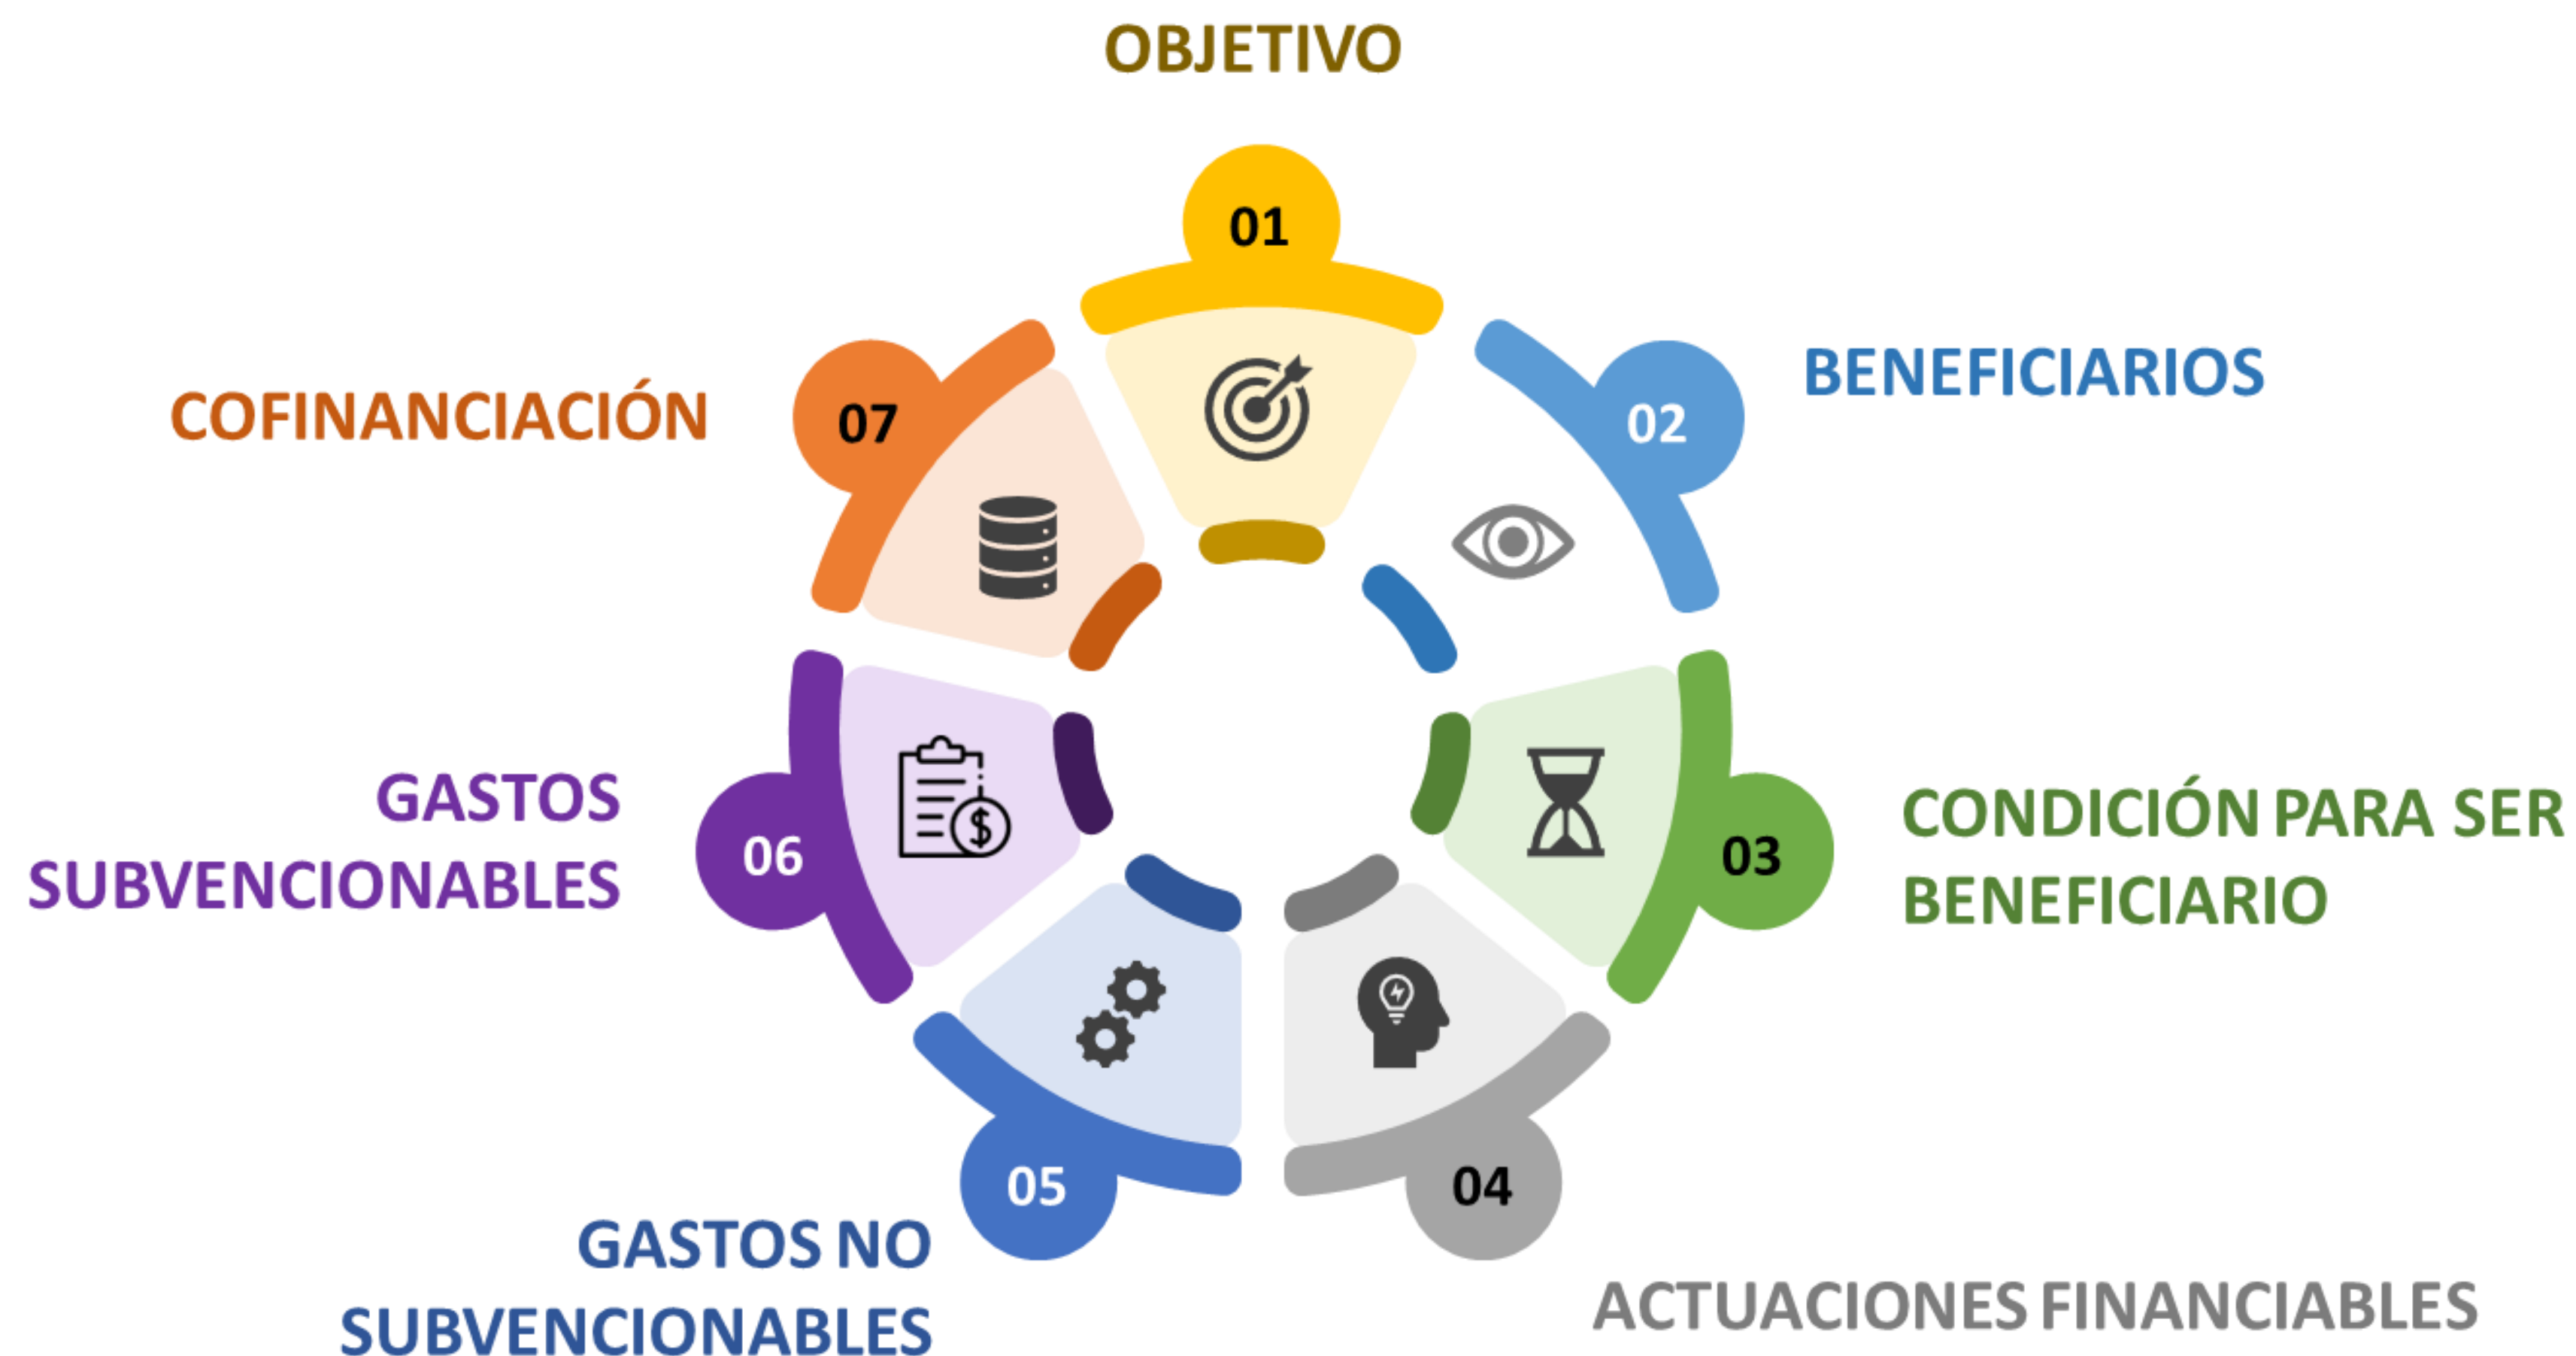 OBJETIVO
01
02
BENEFICIARIOS
03
CONDICIÓN PARA SER
BENEFICIARIO
04
ACTUACIONES FINANCIABLES
05
GASTOS NO
SUBVENCIONABLES
06
GASTOS
SUBVENCIONABLES
$
07
COFINANCIACIÓN